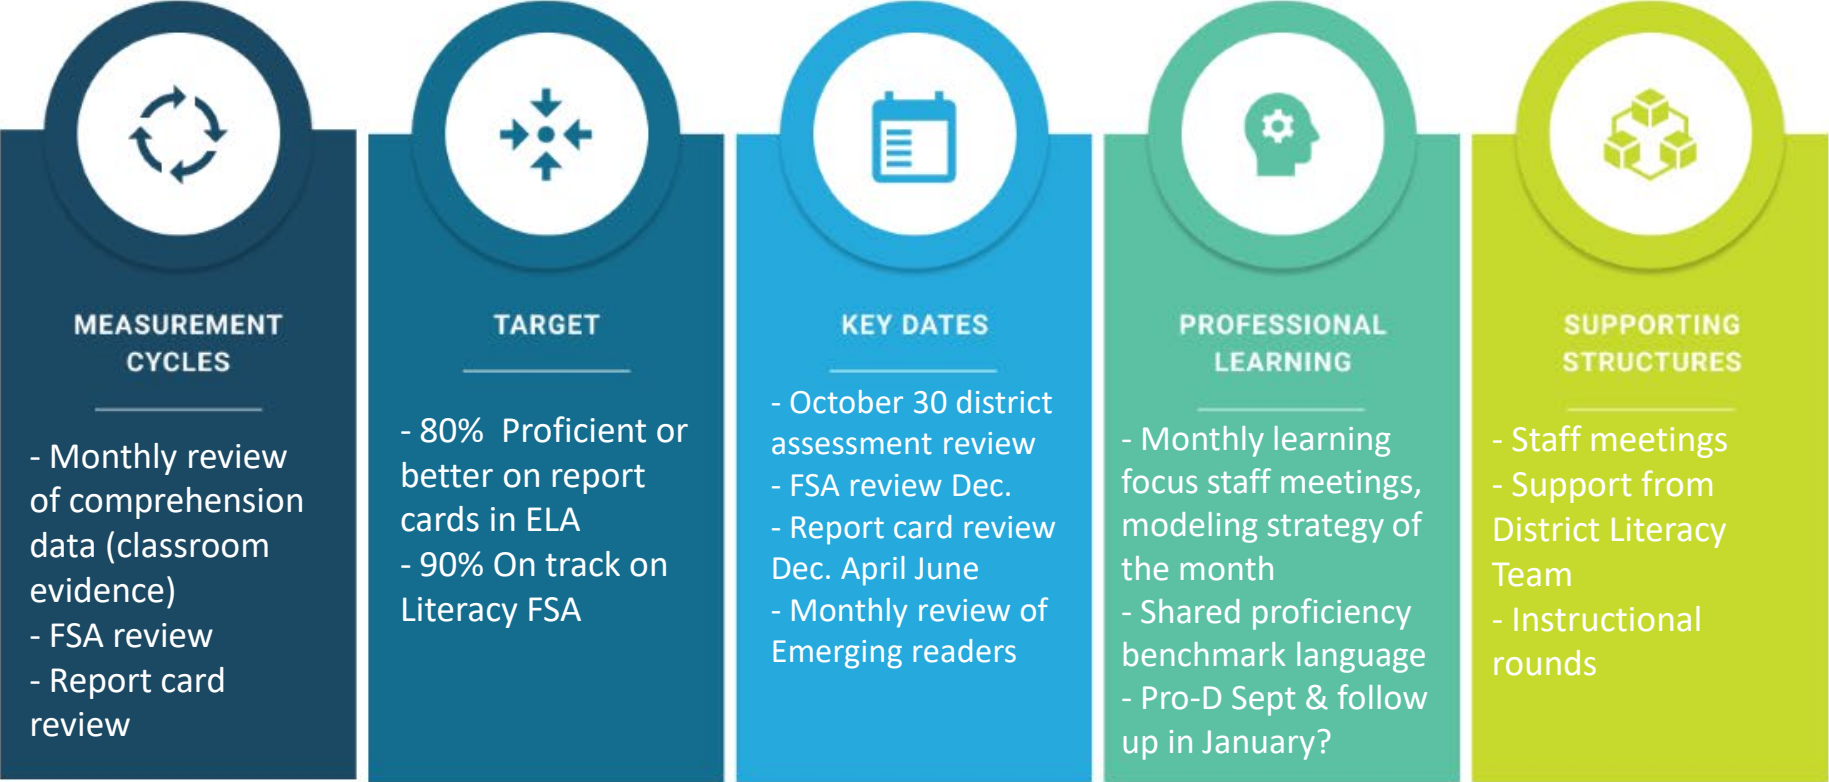 MEASUREMENT
CYCLES
- Monthly review
of comprehension
data (classroom
evidence)
- FSA review
- Report card
review
TARGET
- 80%  Proficient or
better on report
cards in ELA
- 90% On track on
Literacy FSA
KEY DATES
- October 30 district
assessment review
- FSA review Dec.
- Report card review
Dec. April June
- Monthly review of
Emerging readers
PROFESSIONAL
LEARNING
- Monthly learning
focus staff meetings,
modeling strategy of
the month
- Shared proficiency
benchmark language
- Pro-D Sept & follow
up in January?
SUPPORTING
STRUCTURES
- Staff meetings
- Support from
District Literacy
Team
- Instructional
rounds